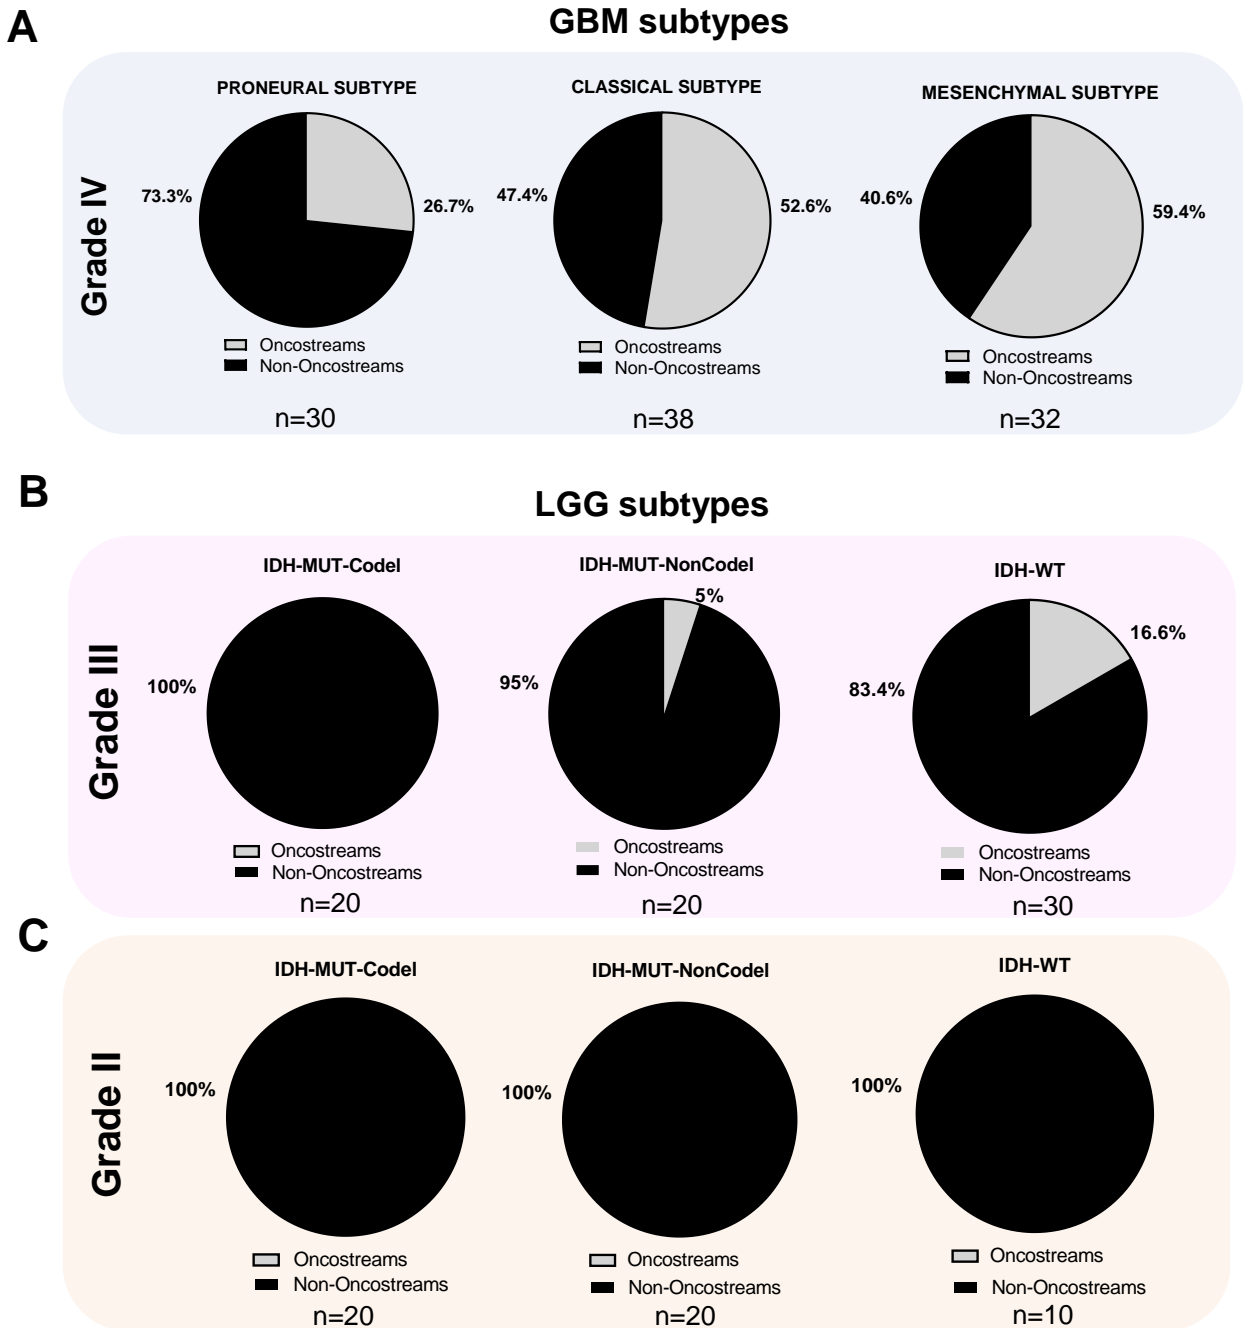 A
GBM subtypes
Grade IV
PRONEURAL SUBTYPE
73.3%
26.7%
Oncostreams
Non-Oncostreams
n=30
CLASSICAL SUBTYPE
47.4%
52.6%
Oncostreams
Non-Oncostreams
n=38
MESENCHYMAL SUBTYPE
40.6%
59.4%
Oncostreams
Non-Oncostreams
n=32
B
LGG subtypes
Grade III
IDH-MUT-Codel
100%
Oncostreams
Non-Oncostreams
n=20
IDH-MUT-NonCodel
5%
95%
Oncostreams
Non-Oncostreams
n=20
IDH-WT
16.6%
83.4%
Oncostreams
Non-Oncostreams
n=30
C
Grade II
IDH-MUT-Codel
100%
Oncostreams
Non-Oncostreams
n=20
IDH-MUT-NonCodel
100%
Oncostreams
Non-Oncostreams
n=20
IDH-WT
100%
Oncostreams
Non-Oncostreams
n=10